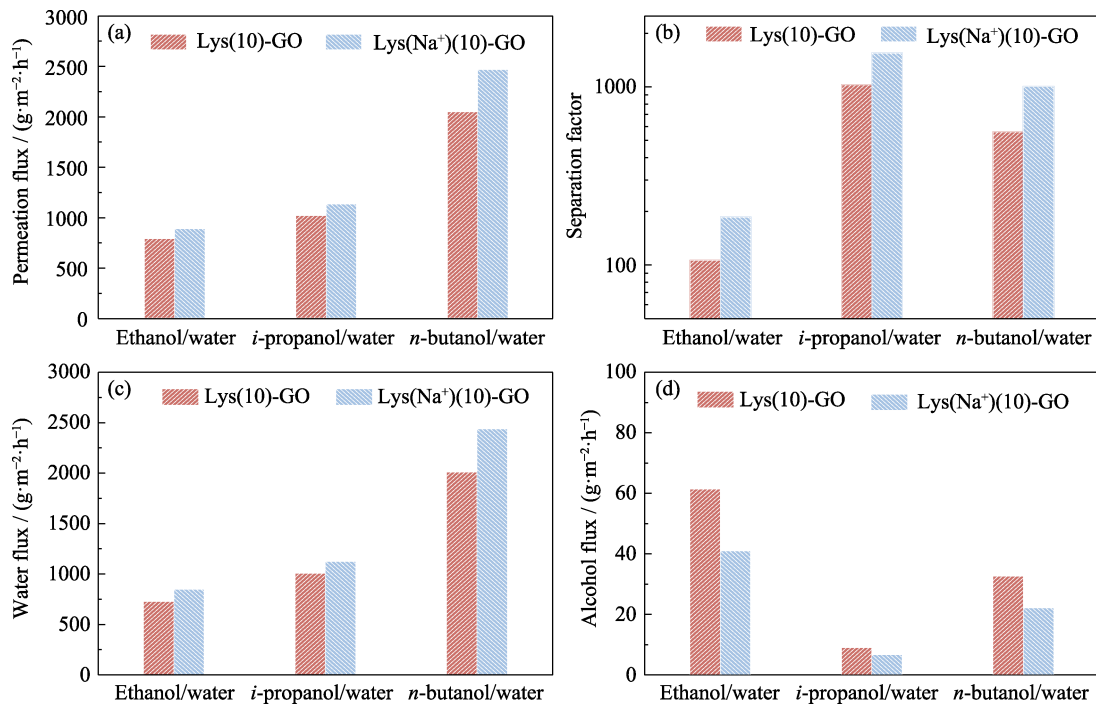 (a)
Lys(10)-GO
Lys(Na⁺)(10)-GO
Permeation flux / (g·m⁻²·h⁻¹)
3000
2500
2000
1500
1000
500
0
Ethanol/water
i-propanol/water
n-butanol/water
(b)
Lys(10)-GO
Lys(Na⁺)(10)-GO
Separation factor
1000
100
Ethanol/water
i-propanol/water
n-butanol/water
(c)
Lys(10)-GO
Lys(Na⁺)(10)-GO
Water flux / (g·m⁻²·h⁻¹)
3000
2500
2000
1500
1000
500
0
Ethanol/water
i-propanol/water
n-butanol/water
(d)
Lys(10)-GO
Lys(Na⁺)(10)-GO
Alcohol flux / (g·m⁻²·h⁻¹)
100
80
60
40
20
0
Ethanol/water
i-propanol/water
n-butanol/water